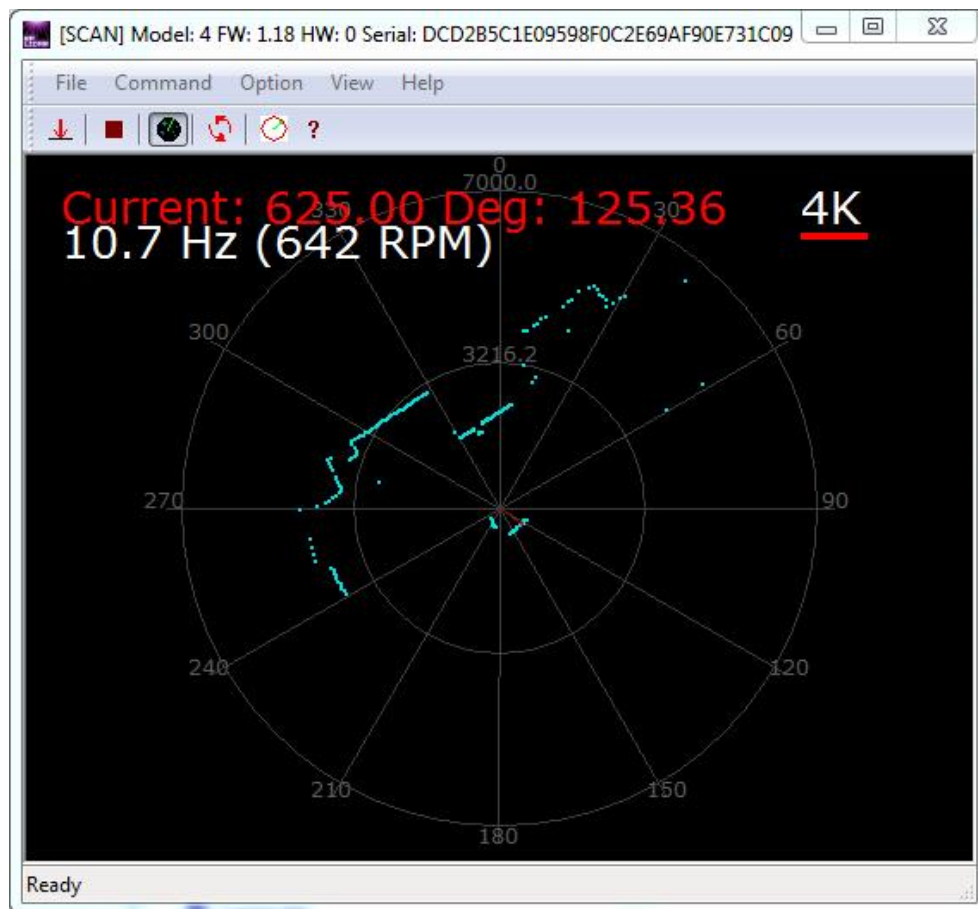 [SCAN] Model: 4 FW: 1.18 HW: 0 Serial: DCD2B5C1E09598F0C2E69AF90E731C09
File Command Option View Help
?
0
7000.0
Current: 625.00 Deg: 125.36 4K
330 30
10.7 Hz (642 RPM)
300 60
3216.2
270 90
240 120
210 150
180
Ready